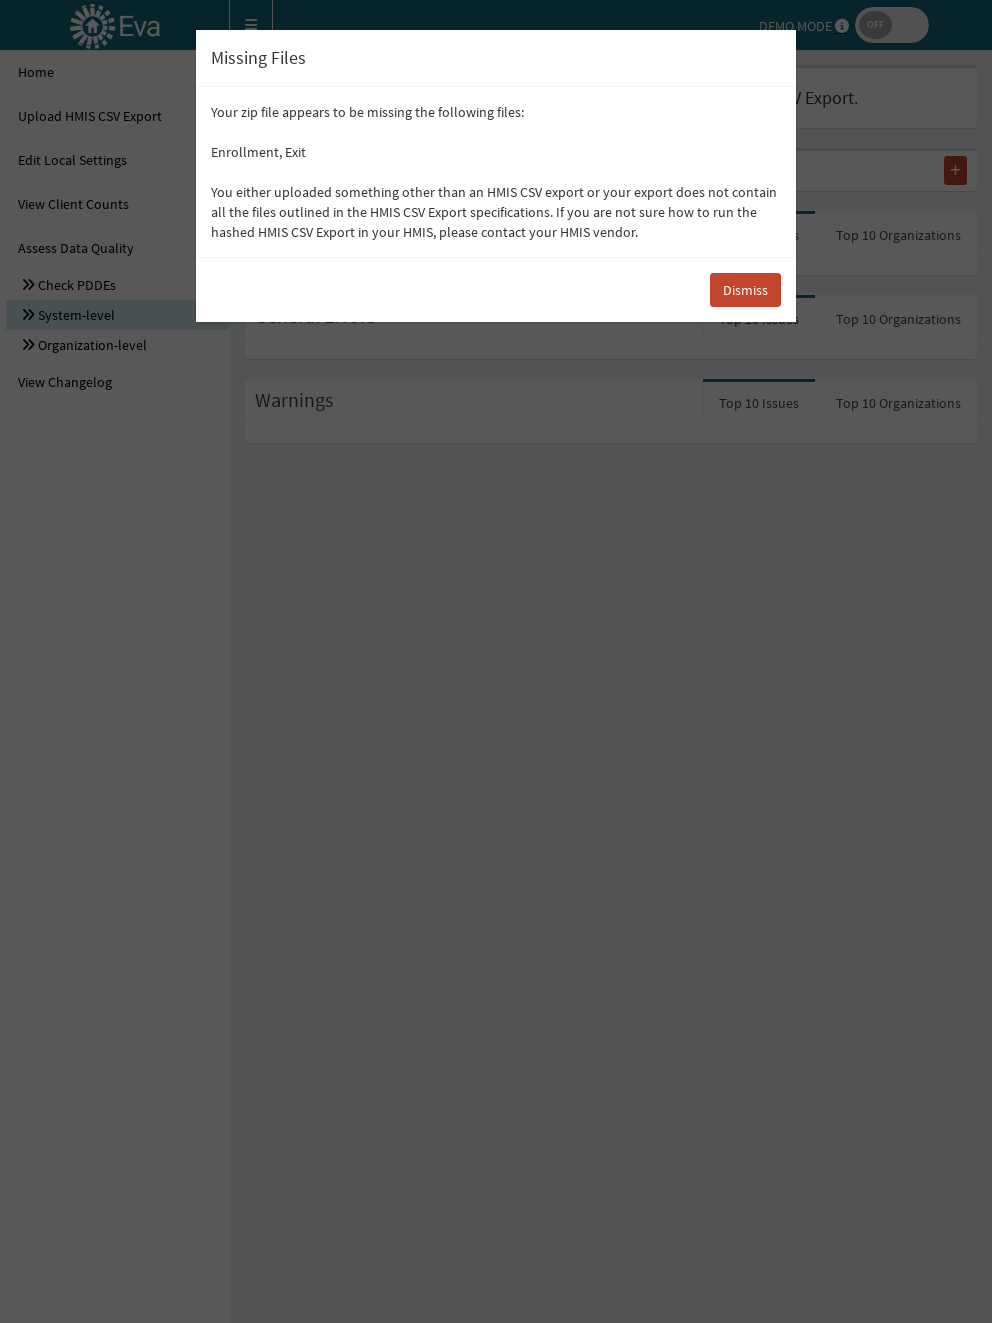 Eva
DEMO MODE
OFF
Missing Files
Your zip file appears to be missing the following files:
Enrollment, Exit
You either uploaded something other than an HMIS CSV export or your export does not contain
all the files outlined in the HMIS CSV Export specifications. If you are not sure how to run the
hashed HMIS CSV Export in your HMIS, please contact your HMIS vendor.
Dismiss
Home
Upload HMIS CSV Export
Edit Local Settings
View Client Counts
Assess Data Quality
Check PDDEs
System-level
Organization-level
View Changelog
Export.
+
Top 10 Organizations
Top 10 Issues
Top 10 Organizations
Warnings
Top 10 Issues
Top 10 Organizations